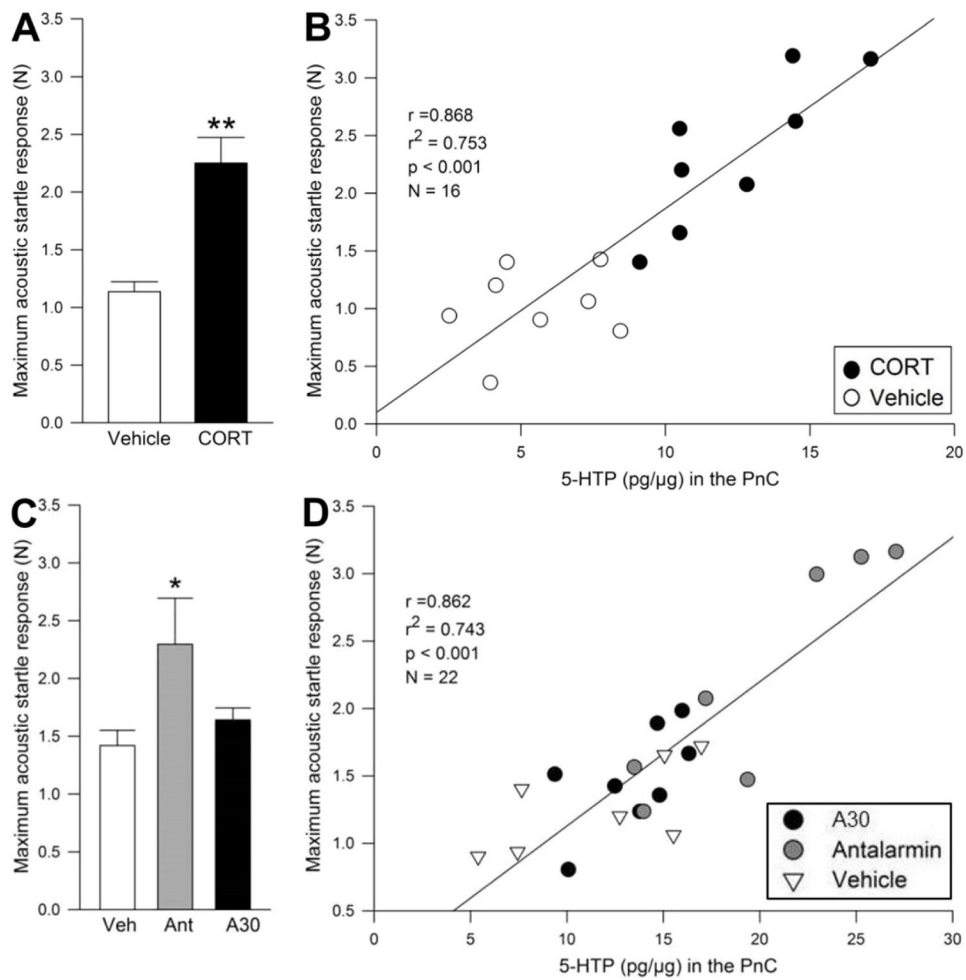 A
Maximum acoustic startle response (N)
3.5
3.0
2.5
2.0
1.5
1.0
0.5
0.0
**
Vehicle CORT
B
Maximum acoustic startle response (N)
3.5
3.0
2.5
2.0
1.5
1.0
0.5
0.0
r =0.868
r² = 0.753
p < 0.001
N = 16
CORT
Vehicle
0 5 10 15 20
5-HTP (pg/µg) in the PnC
C
Maximum acoustic startle response (N)
3.5
3.0
2.5
2.0
1.5
1.0
0.5
0.0
*
Veh Ant A30
D
Maximum acoustic startle response (N)
3.5
3.0
2.5
2.0
1.5
1.0
0.5
r =0.862
r² = 0.743
p < 0.001
N = 22
A30
Antalarmin
Vehicle
0 5 10 15 20 25 30
5-HTP (pg/µg) in the PnC